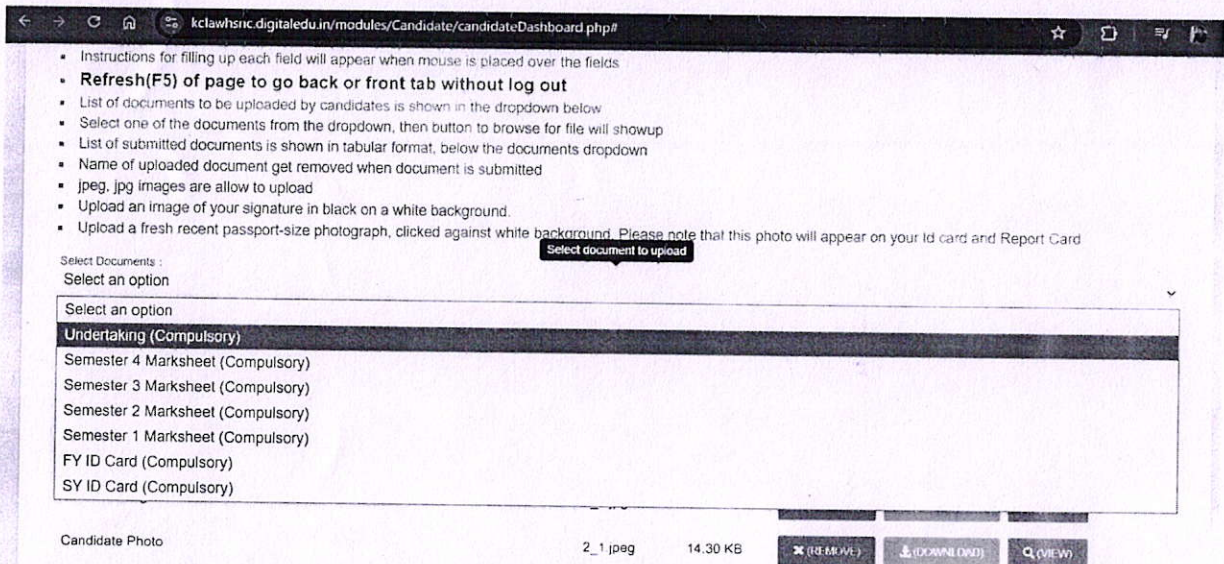 kclawhsnc.digitaledu.in/modules/Candidate/candidateDashboard.php#
Instructions for filling up each field will appear when mouse is placed over the fields
Refresh(F5) of page to go back or front tab without log out
List of documents to be uploaded by candidates is shown in the dropdown below
Select one of the documents from the dropdown, then button to browse for file will showup
List of submitted documents is shown in tabular format, below the documents dropdown
Name of uploaded document get removed when document is submitted
jpeg, jpg images are allow to upload
Upload an image of your signature in black on a white background.
Upload a fresh recent passport-size photograph, clicked against white background. Please note that this photo will appear on your Id card and Report Card
Select document to upload
Select Documents :
Select an option
Select an option
Undertaking (Compulsory)
Semester 4 Marksheet (Compulsory)
Semester 3 Marksheet (Compulsory)
Semester 2 Marksheet (Compulsory)
Semester 1 Marksheet (Compulsory)
FY ID Card (Compulsory)
SY ID Card (Compulsory)
Candidate Photo 2_1.jpeg 14.30 KB (REMOVE) (DOWNLOAD) (VIEW)